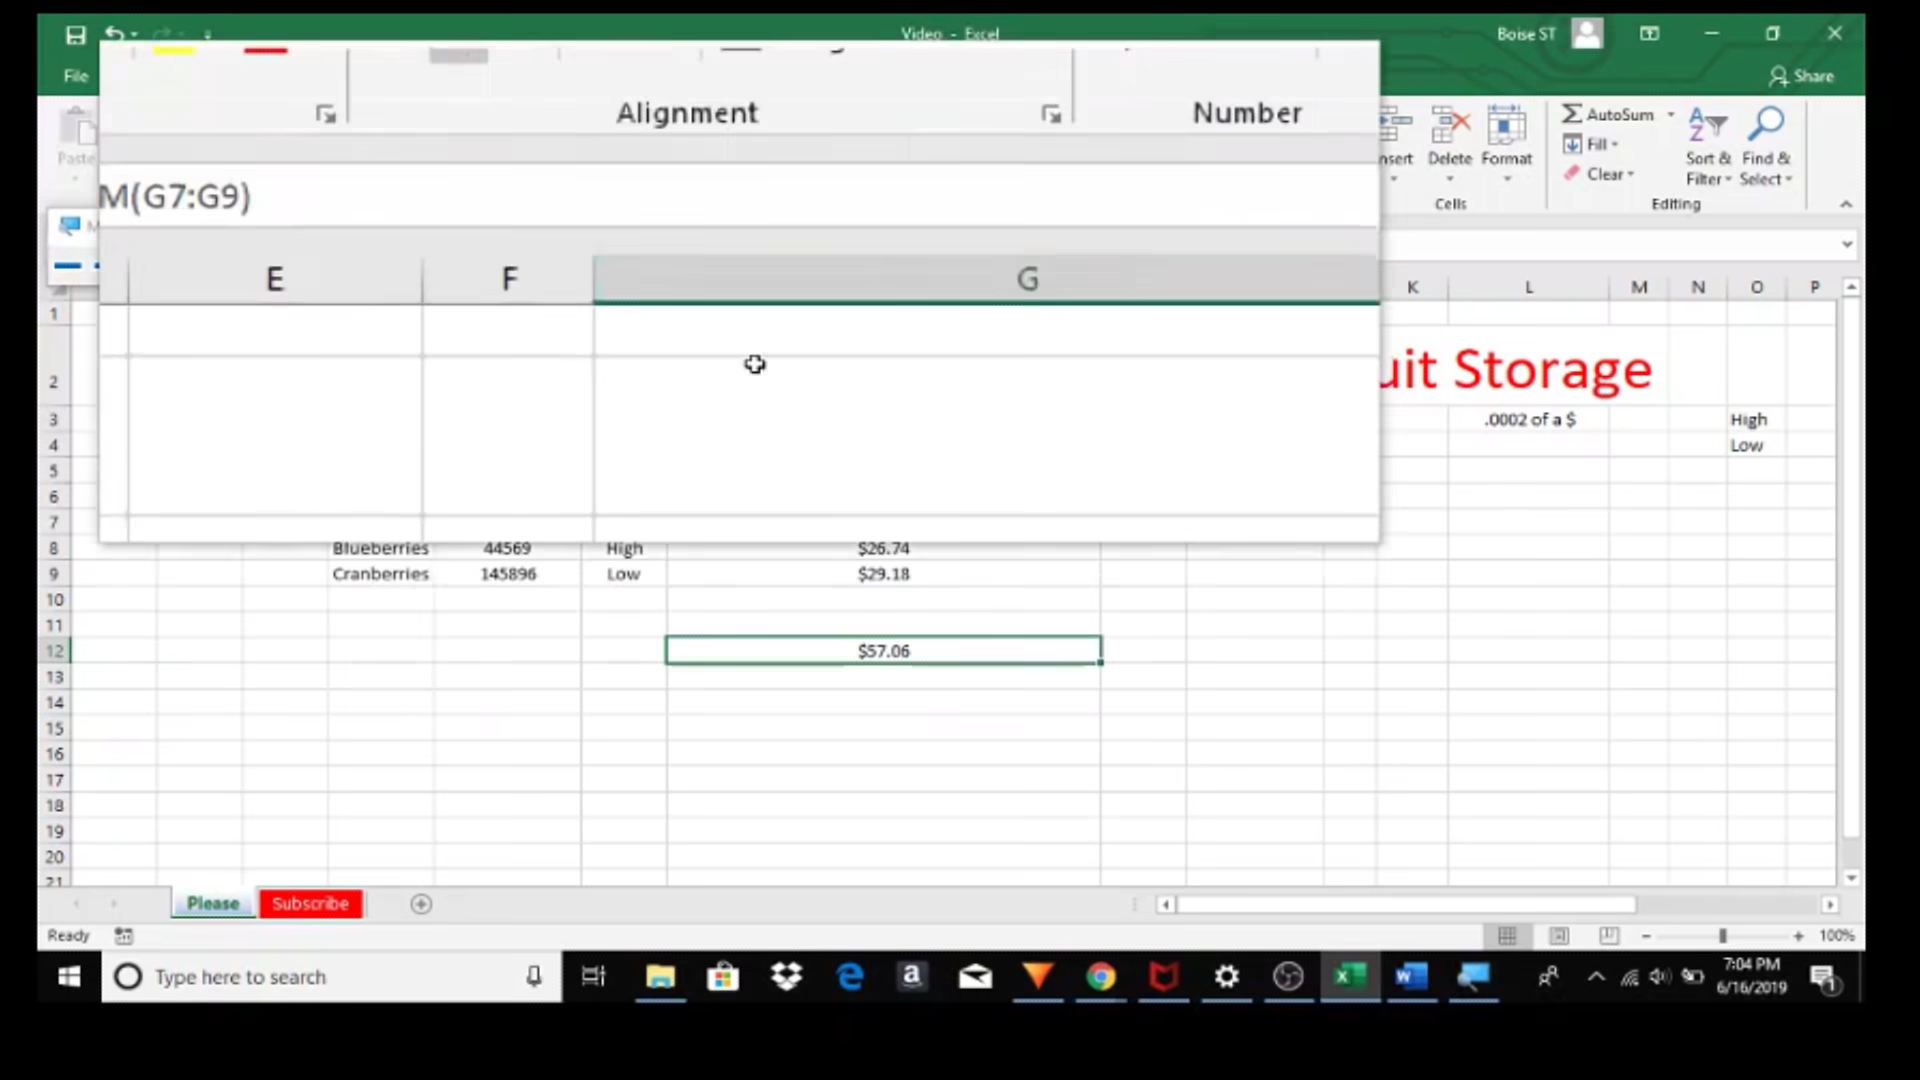 Video - Excel
Boise ST
File
Share
Alignment
Number
Paste
Insert
Delete
Format
AutoSum
Fill
Clear
Sort & Filter
Find & Select
Cells
Editing
M(G7:G9)
E F G
K L M N O P
1
2 uit Storage
3 .0002 of a $ High
4 Low
5
6
7
8 Blueberries 44569 High $26.74
9 Cranberries 145896 Low $29.18
10
11
12 $57.06
13
14
15
16
17
18
19
20
21
Please Subscribe
Ready
100%
Type here to search
7:04 PM
6/16/2019